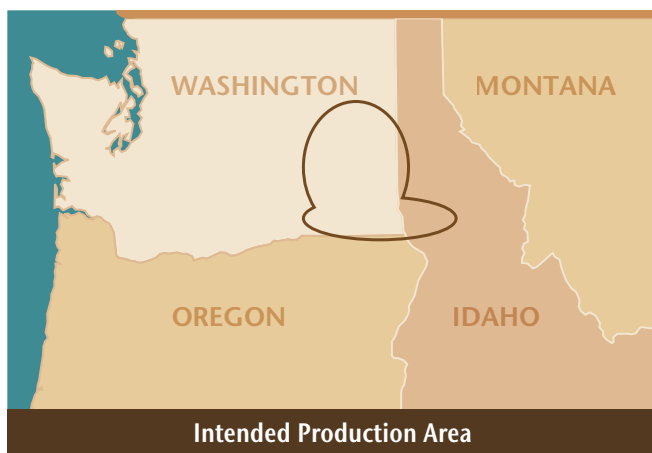 WASHINGTON
MONTANA
OREGON
IDAHO
Intended Production Area